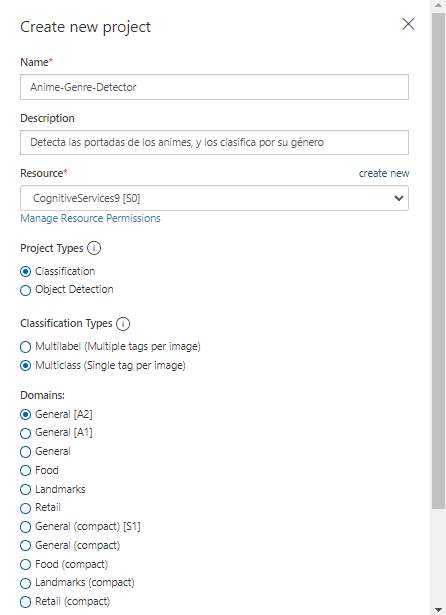 Create new project
Name*
Anime-Genre-Detector
Description
Detecta las portadas de los animes, y los clasifica por su género
Resource* create new
CognitiveServices9 [S0]
Manage Resource Permissions
Project Types
Classification
Object Detection
Classification Types
Multilabel (Multiple tags per image)
Multiclass (Single tag per image)
Domains:
General [A2]
General [A1]
General
Food
Landmarks
Retail
General (compact) [S1]
General (compact)
Food (compact)
Landmarks (compact)
Retail (compact)